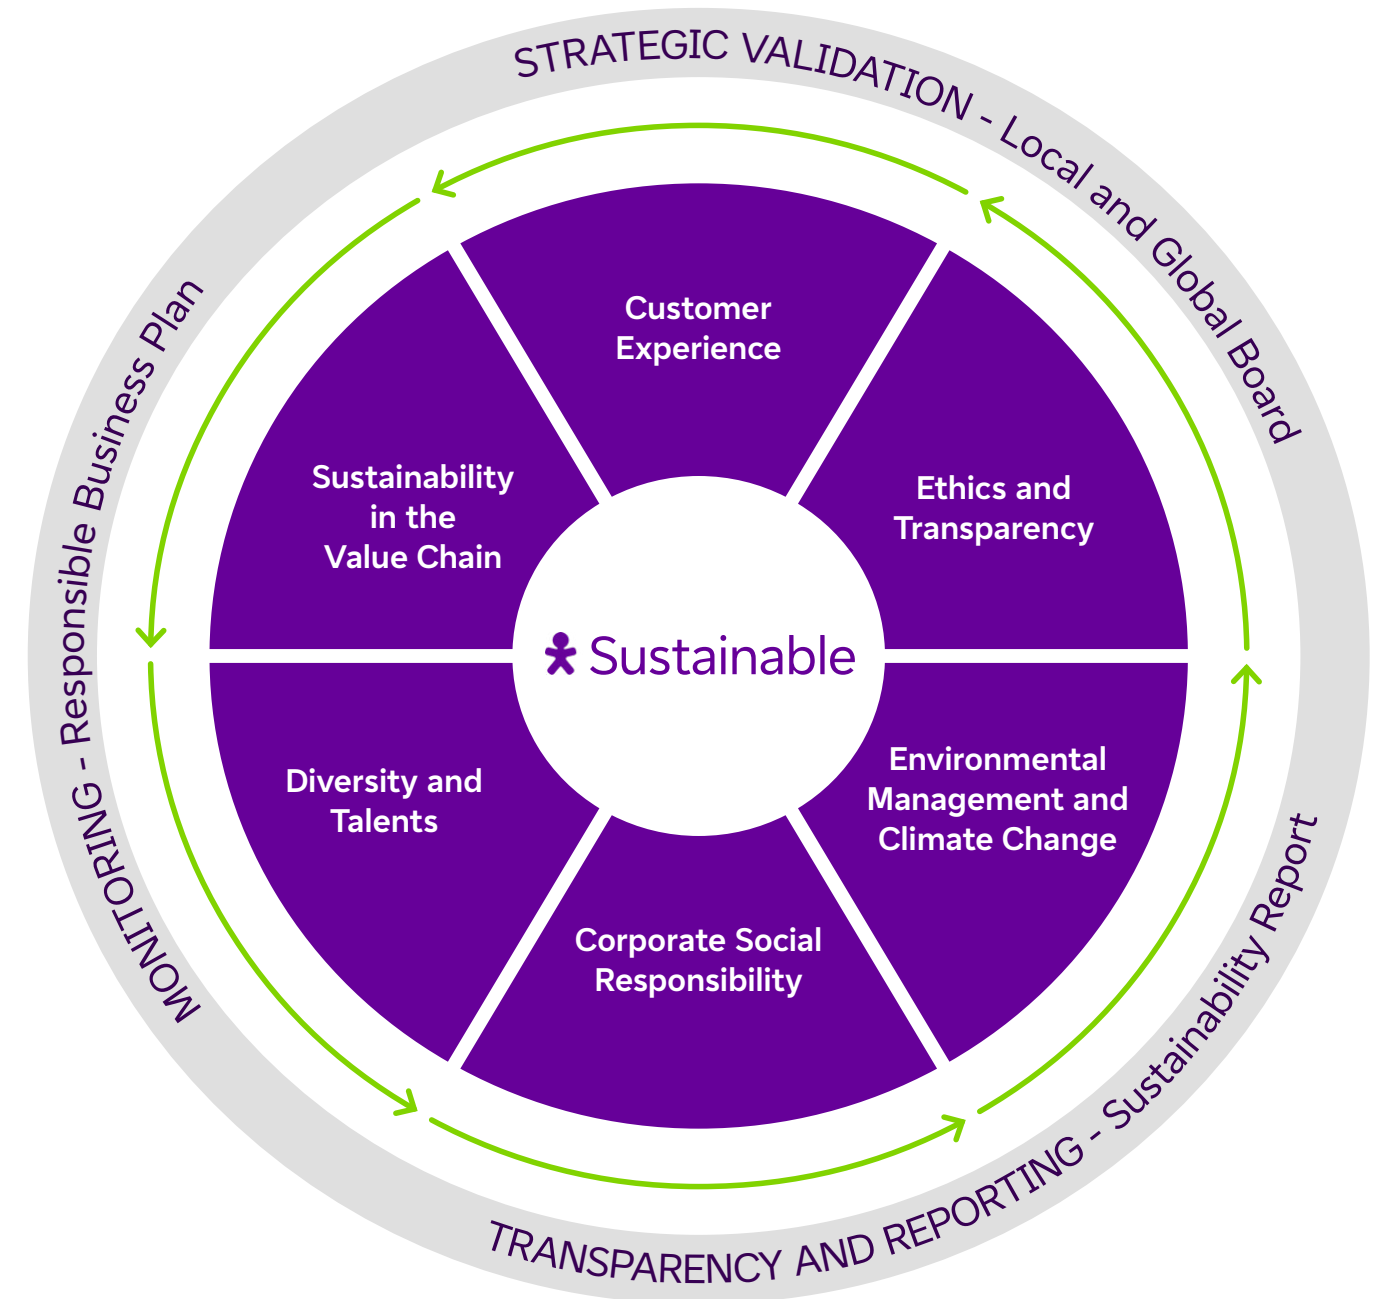 STRATEGIC VALIDATION - Local and Global Board
MONITORING - Responsible Business Plan
TRANSPARENCY AND REPORTING - Sustainability Report
Customer
Experience
Ethics and
Transparency
Sustainability
in the
Value Chain
Sustainable
Environmental
Management and
Climate Change
Diversity and
Talents
Corporate Social
Responsibility